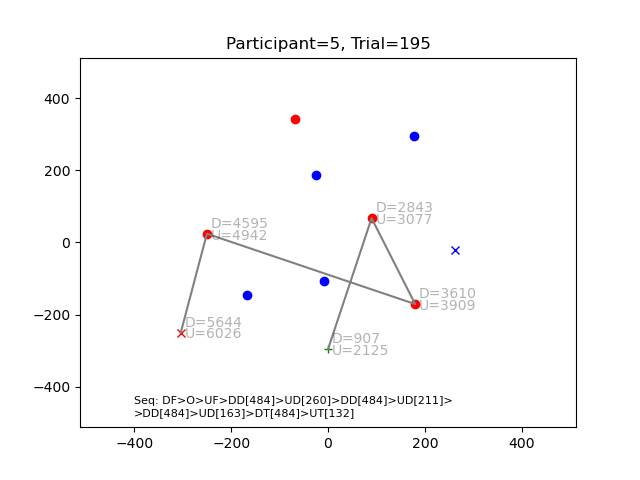 Participant=5, Trial=195
400
200
0
−200
−400
−400
−200
0
200
400
D=2843
U=3077
D=4595
U=4942
D=3610
U=3909
D=5644
U=6026
D=907
U=2125
Seq: DF>O>UF>DD[484]>UD[260]>DD[484]>UD[211]>
>DD[484]>UD[163]>DT[484]>UT[132]